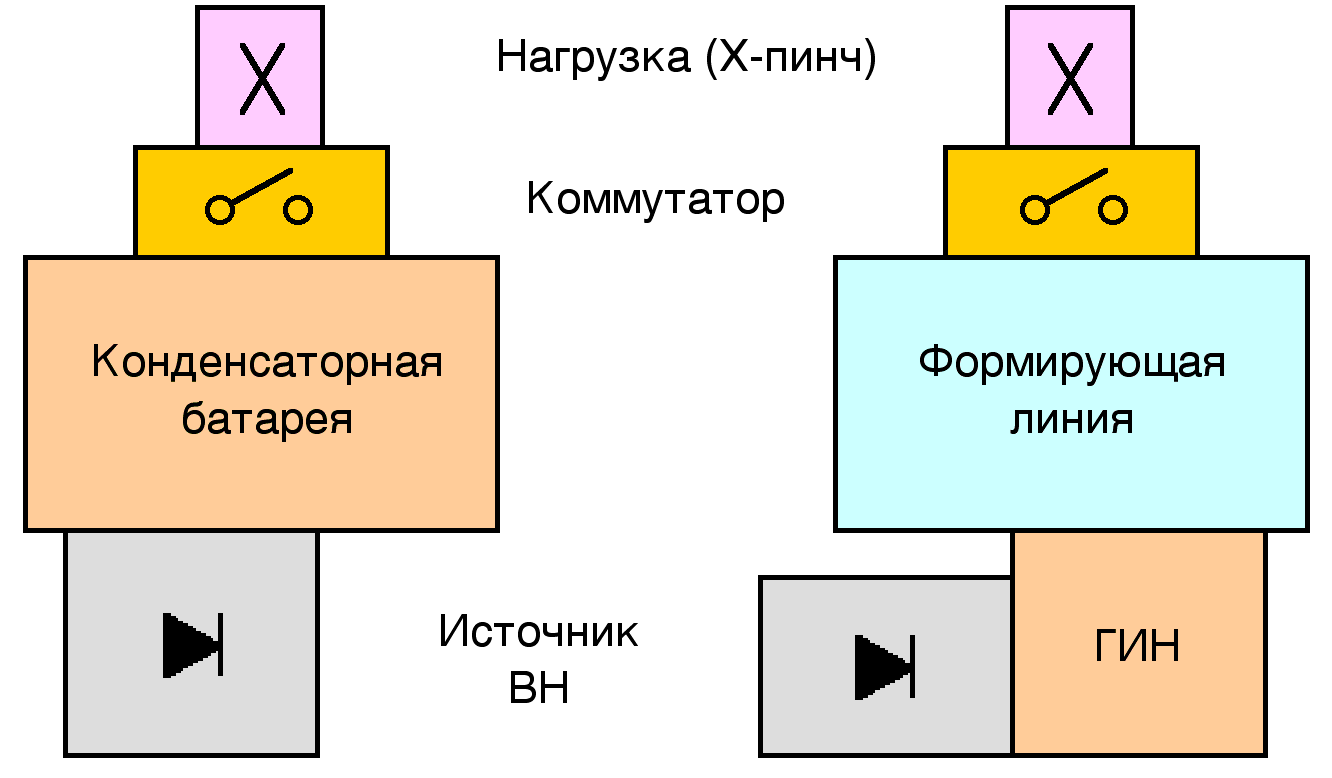 Нагрузка (Х-пинч)
Коммутатор
Конденсаторная
батарея
Формирующая
линия
Источник
ВН
ГИН